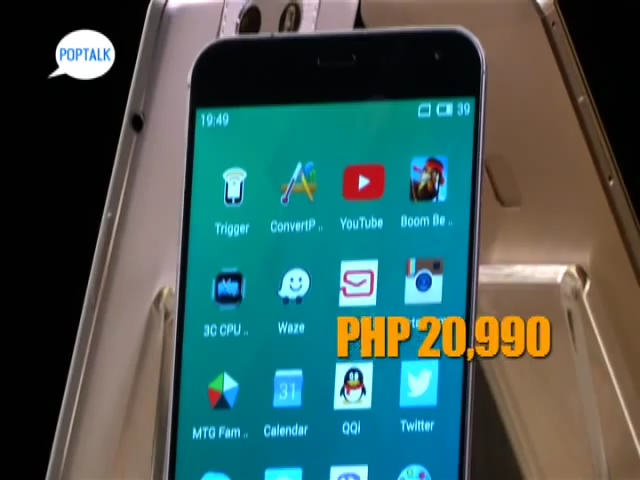 POPTALK
19:49
39
Trigger
ConvertP ..
YouTube
Boom Be ..
3C CPU ..
Waze
PHP 20,990
MTG Fam ..
Calendar
31
QQi
Twitter